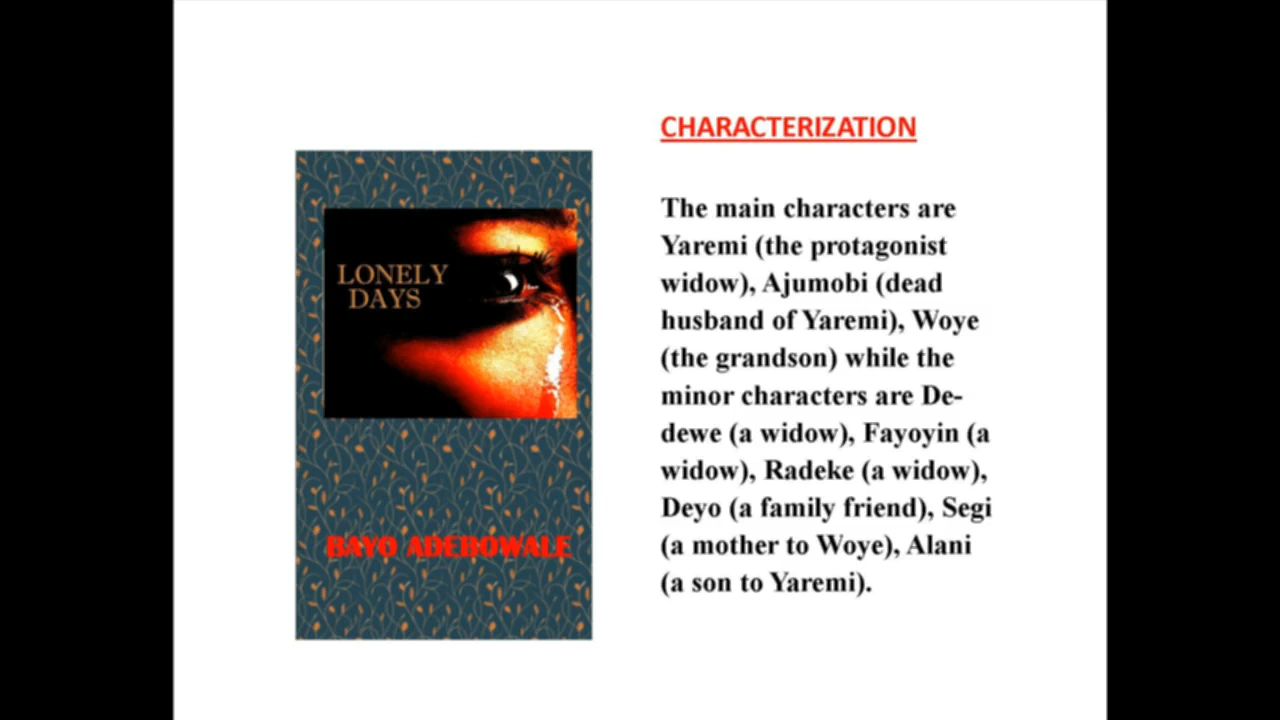 LONELY
DAYS
BAYO ADEBOWALE
CHARACTERIZATION
The main characters are
Yaremi (the protagonist
widow), Ajumobi (dead
husband of Yaremi), Woye
(the grandson) while the
minor characters are De-
dewe (a widow), Fayoyin (a
widow), Radeke (a widow),
Deyo (a family friend), Segi
(a mother to Woye), Alani
(a son to Yaremi).